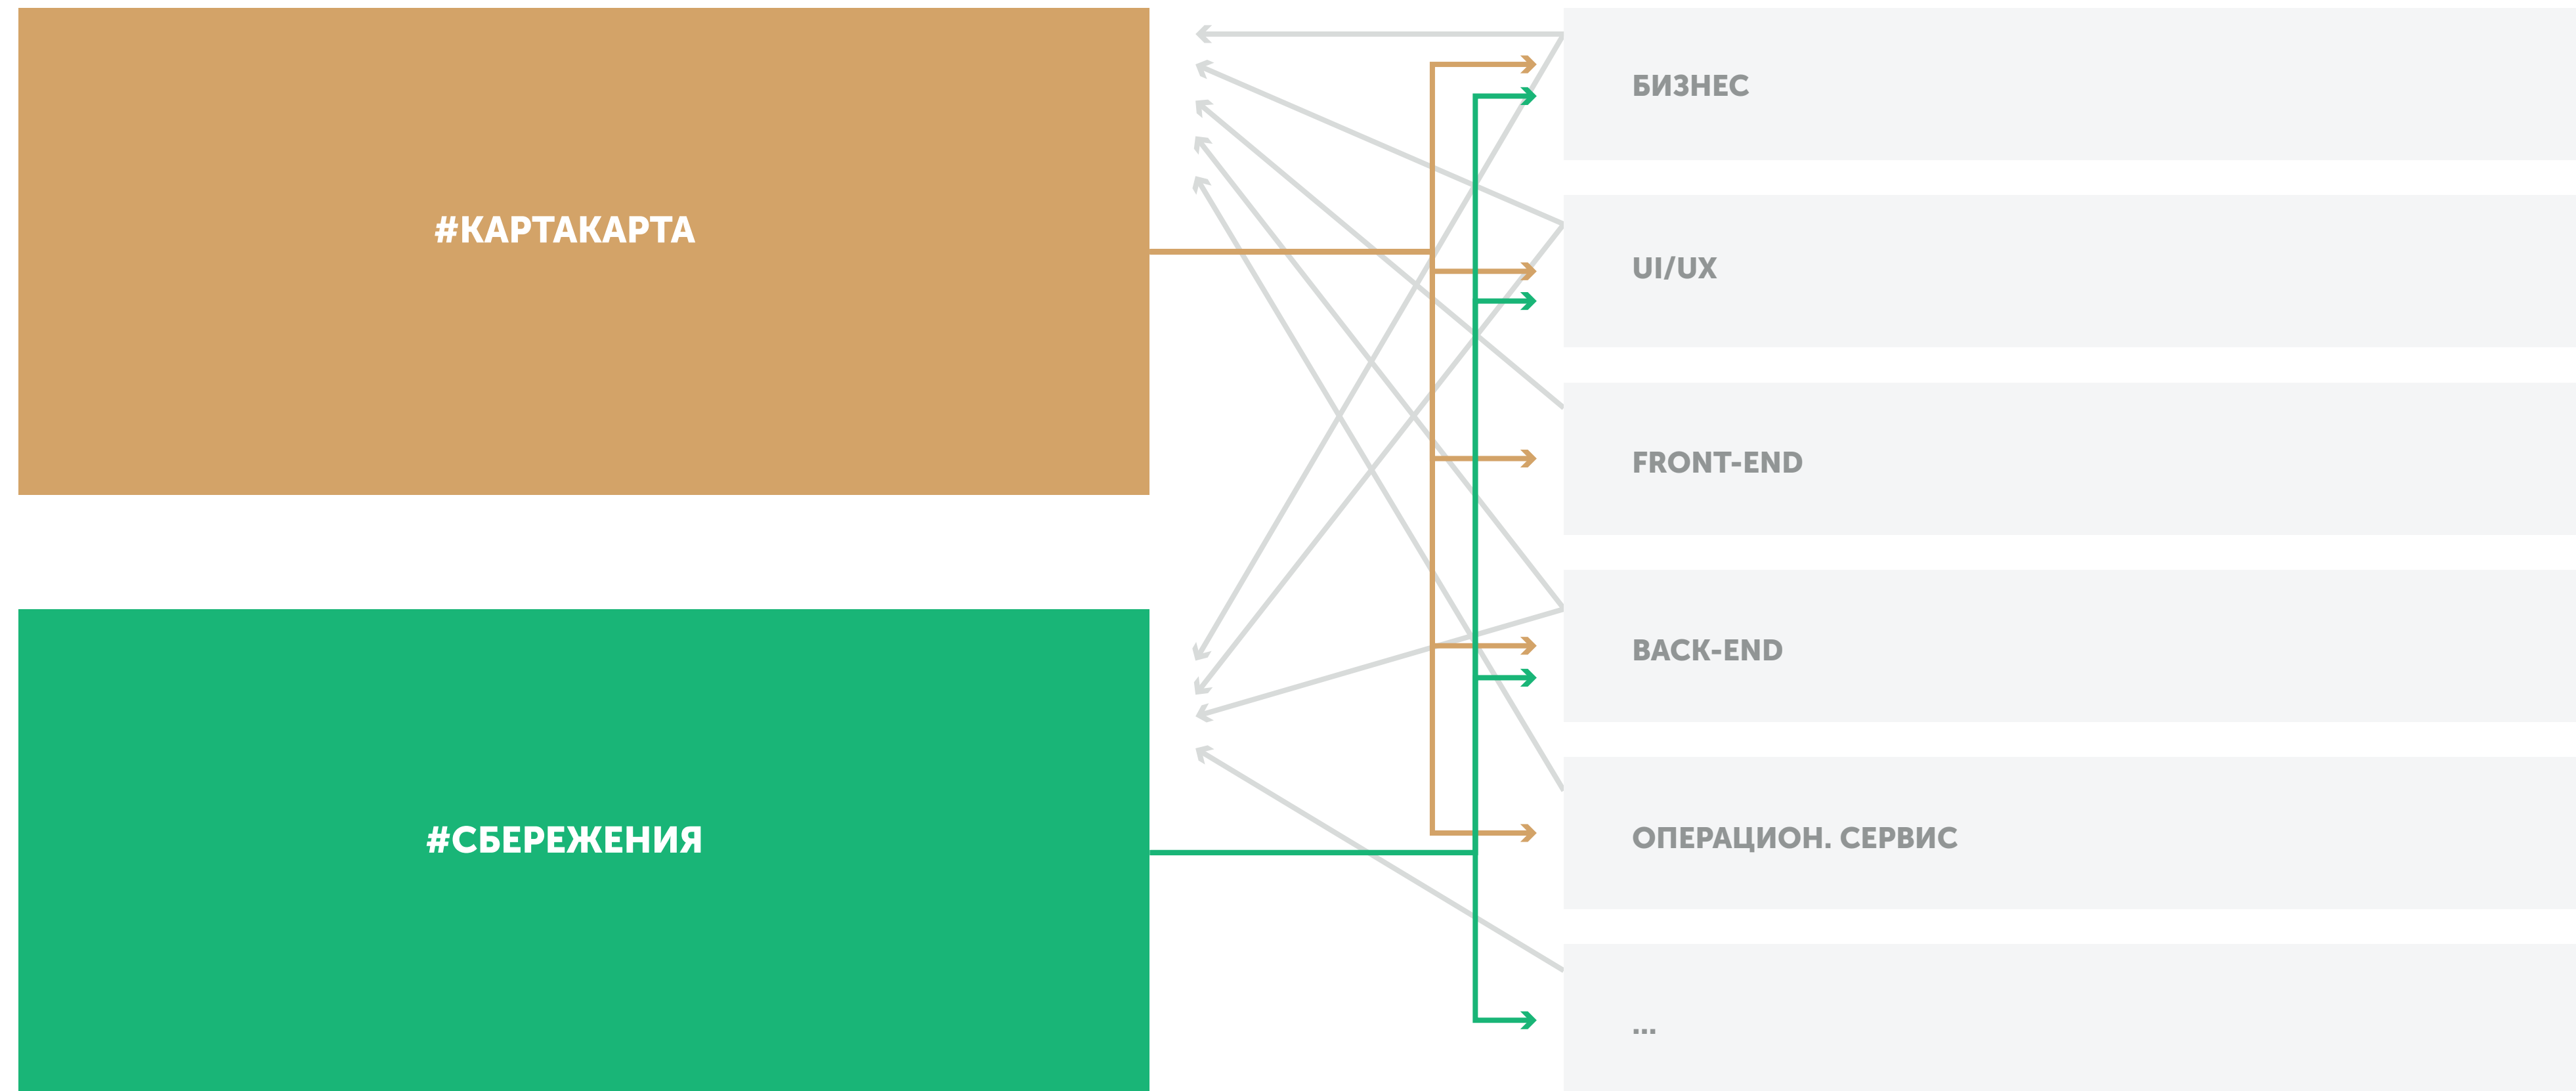 #КАРТАКАРТА
#СБЕРЕЖЕНИЯ
БИЗНЕС
UI/UX
FRONT-END
BACK-END
ОПЕРАЦИОН. СЕРВИС
...